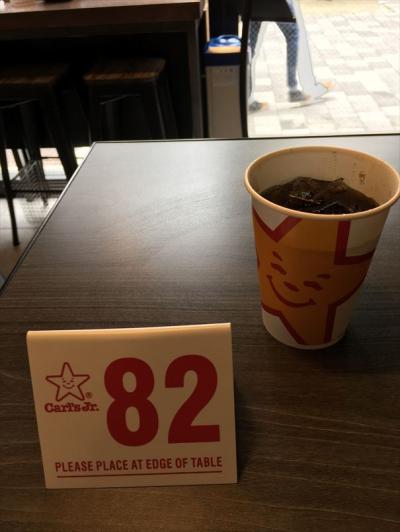 82
Carl's Jr.®
PLEASE PLACE AT EDGE OF TABLE